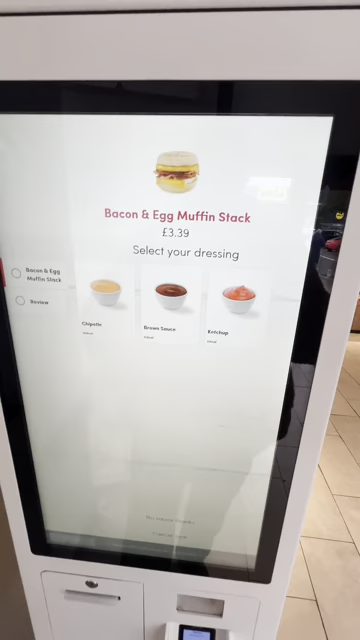 Bacon & Egg Muffin Stack
£3.39
Select your dressing
Bacon & Egg
Muffin Stack
Review
Chipotle
Brown Sauce
Ketchup